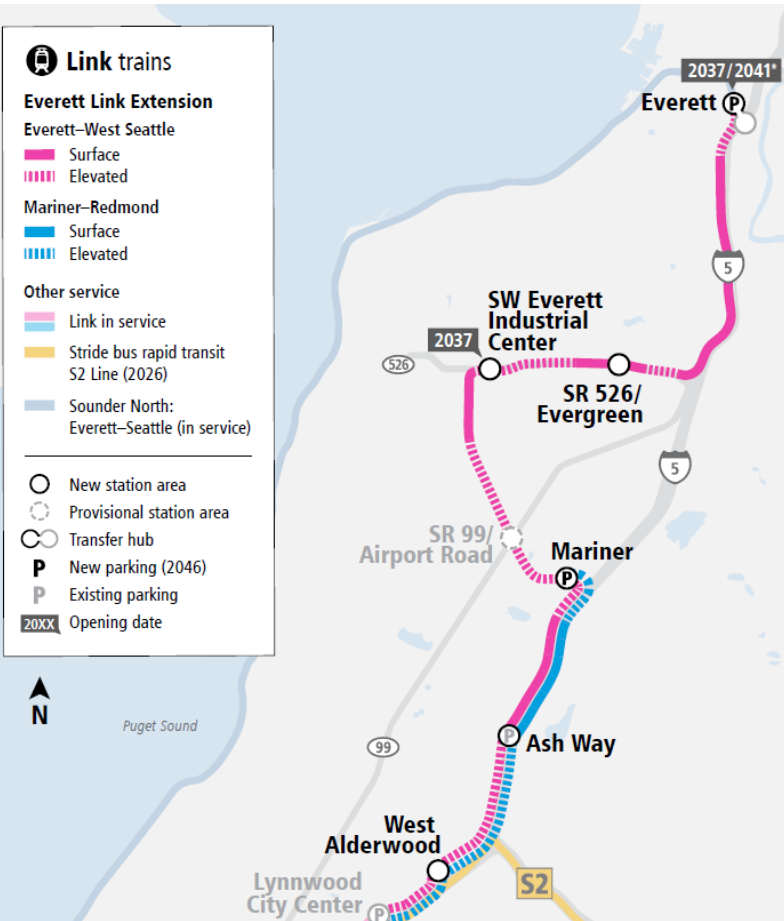 Link trains
Everett Link Extension
Everett–West Seattle
Surface
Elevated
Mariner–Redmond
Surface
Elevated
Other service
Link in service
Stride bus rapid transit
S2 Line (2026)
Sounder North:
Everett–Seattle (in service)
New station area
Provisional station area
Transfer hub
P New parking (2046)
P Existing parking
20XX Opening date
N
Puget Sound
2037/2041*
Everett P
5
SW Everett
Industrial
Center
2037
526
SR 526/
Evergreen
5
SR 99/
Airport Road
Mariner
P
99
P
Ash Way
West
Alderwood
S2
Lynnwood
City Center P